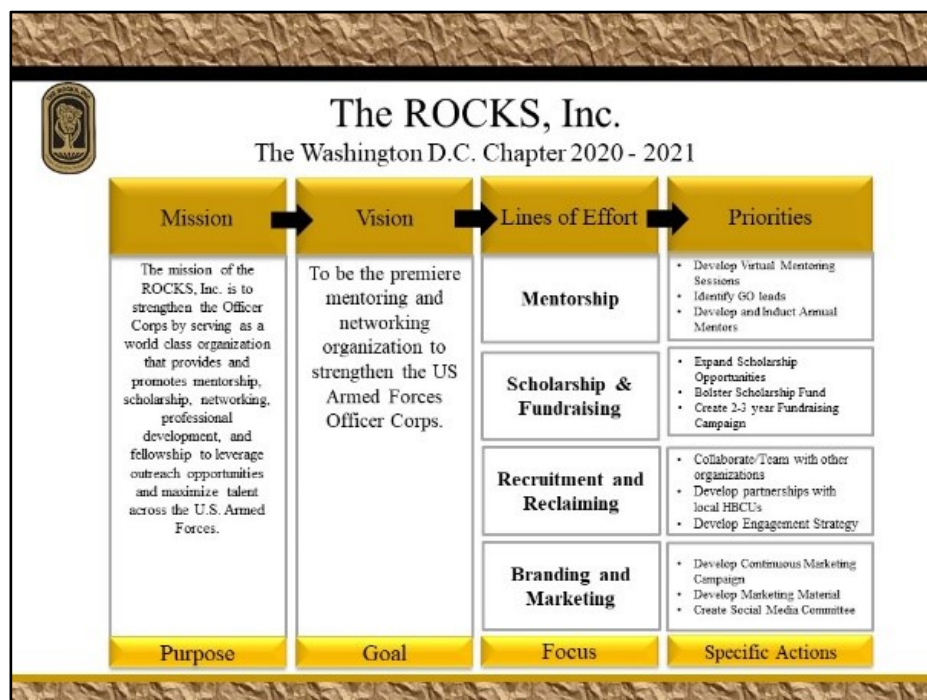 THE ROCKS, INC
The ROCKS, Inc.
The Washington D.C. Chapter 2020 - 2021
Mission
Vision
Lines of Effort
Priorities
The mission of the
ROCKS, Inc. is to
strengthen the Officer
Corps by serving as a
world class organization
that provides and
promotes mentorship,
scholarship, networking,
professional
development, and
fellowship to leverage
outreach opportunities
and maximize talent
across the U.S. Armed
Forces.
To be the premiere
mentoring and
networking
organization to
strengthen the US
Armed Forces
Officer Corps.
Mentorship
• Develop Virtual Mentoring
Sessions
• Identify GO leads
• Develop and Induct Annual
Mentors
Scholarship &
Fundraising
• Expand Scholarship
Opportunities
• Bolster Scholarship Fund
• Create 2-3 year Fundraising
Campaign
Recruitment and
Reclaiming
• Collaborate/Team with other
organizations
• Develop partnerships with
local HBCUs
• Develop Engagement Strategy
Branding and
Marketing
• Develop Continuous Marketing
Campaign
• Develop Marketing Material
• Create Social Media Committee
Purpose
Goal
Focus
Specific Actions